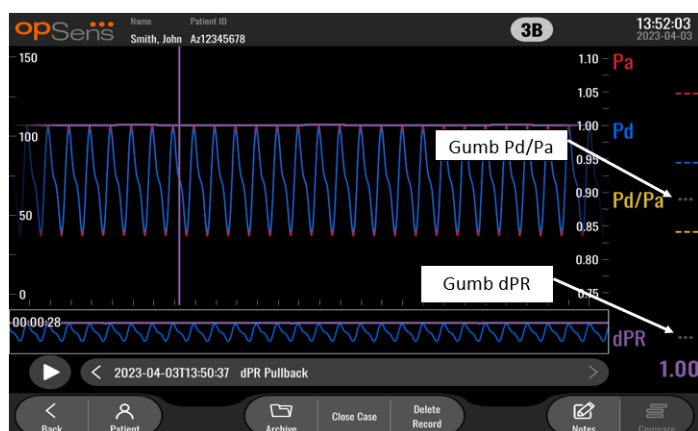 opSens
Name
Patient ID
Smith, John
Az12345678
3B
13:52:03
2023-04-03
150
100
50
0
1.10
1.05
1.00
0.95
0.90
0.85
0.80
0.75
Pa
---
Pd
---
Gumb Pd/Pa
Pd/Pa
---
Gumb dPR
00:00:28
dPR
1.00
2023-04-03T13:50:37 dPR Pullback
Back
Patient
Archive
Close Case
Delete
Record
Notes
Compare